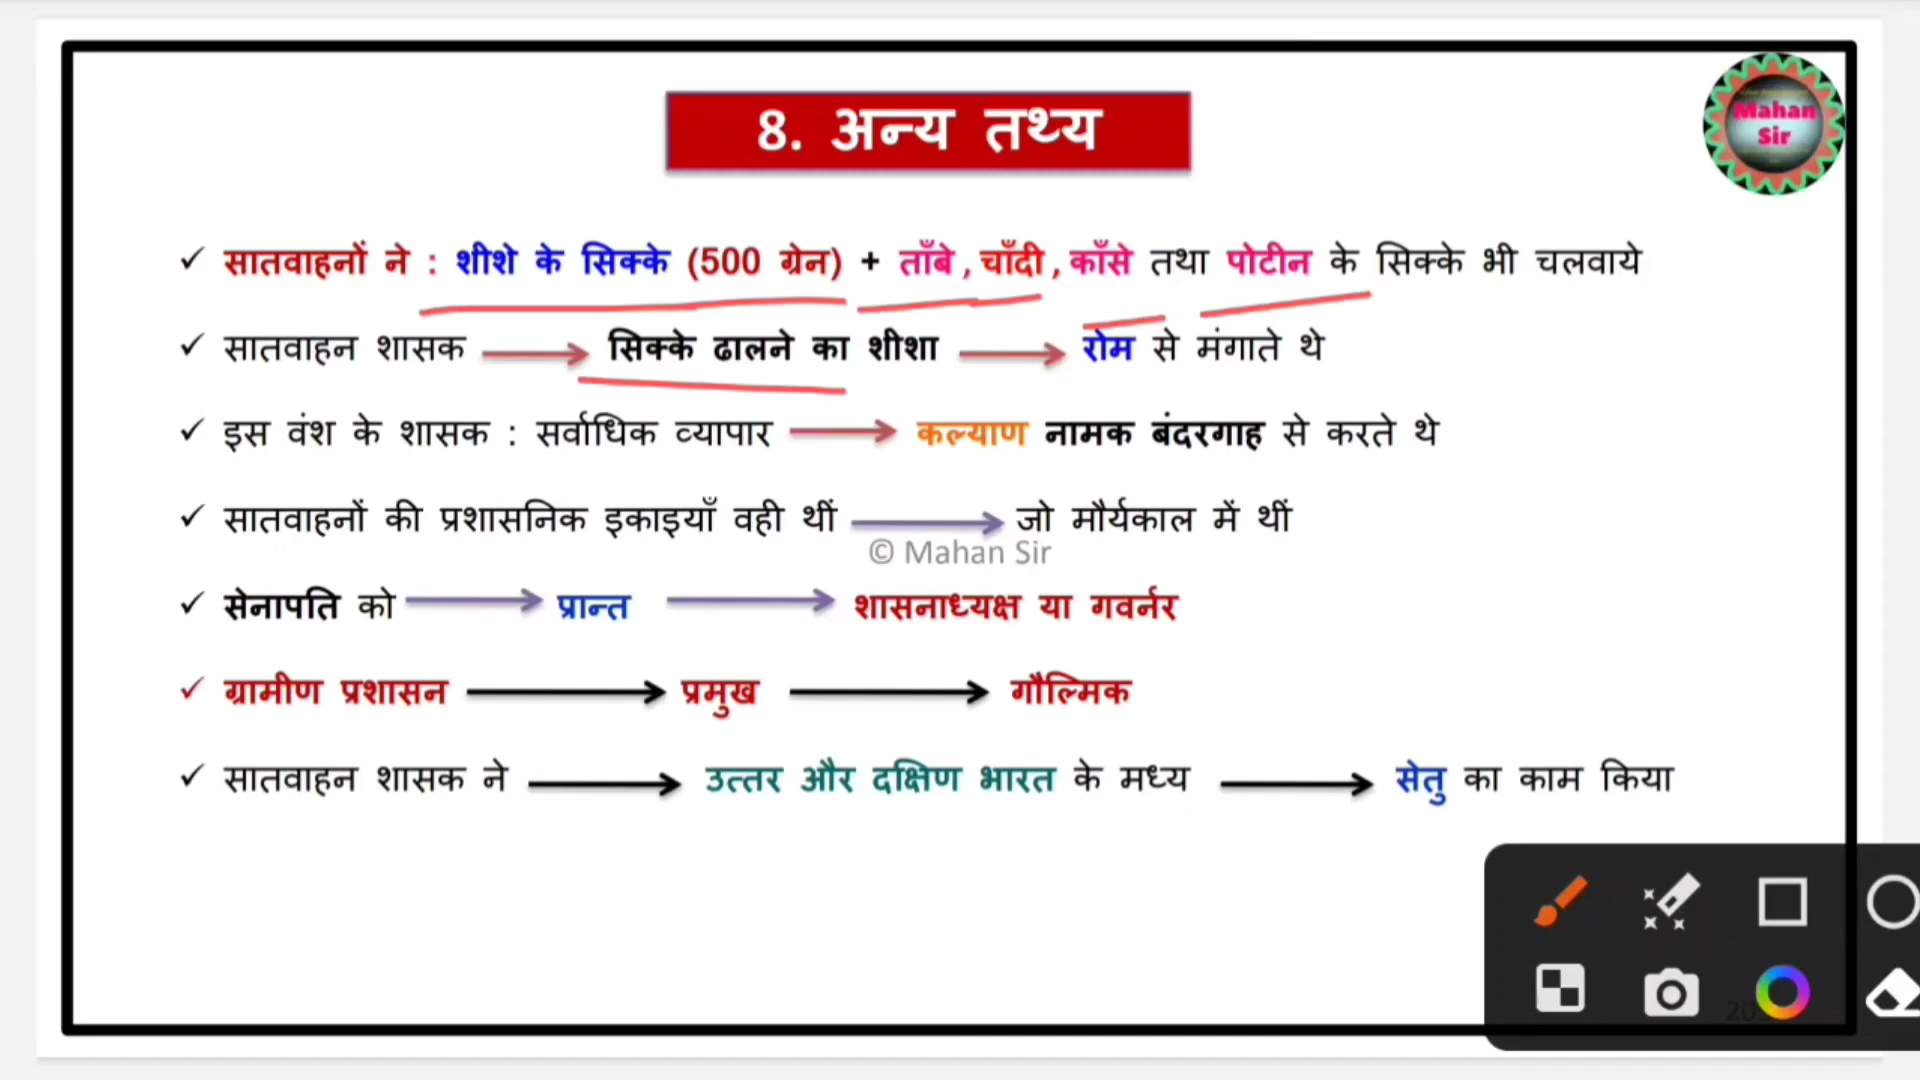 8. अन्य तथ्य
Mahan
Sir
✓ सातवाहनों ने : शीशे के सिक्के (500 ग्रेन) + ताँबे , चाँदी , काँसे तथा पोटीन के सिक्के भी चलवाये
✓ सातवाहन शासक → सिक्के ढालने का शीशा → रोम से मंगाते थे
✓ इस वंश के शासक : सर्वाधिक व्यापार → कल्याण नामक बंदरगाह से करते थे
✓ सातवाहनों की प्रशासनिक इकाइयाँ वही थीं → जो मौर्यकाल में थीं
© Mahan Sir
✓ सेनापति को → प्रान्त → शासनाध्यक्ष या गवर्नर
✓ ग्रामीण प्रशासन → प्रमुख → गौल्मिक
✓ सातवाहन शासक ने → उत्तर और दक्षिण भारत के मध्य → सेतु का काम किया